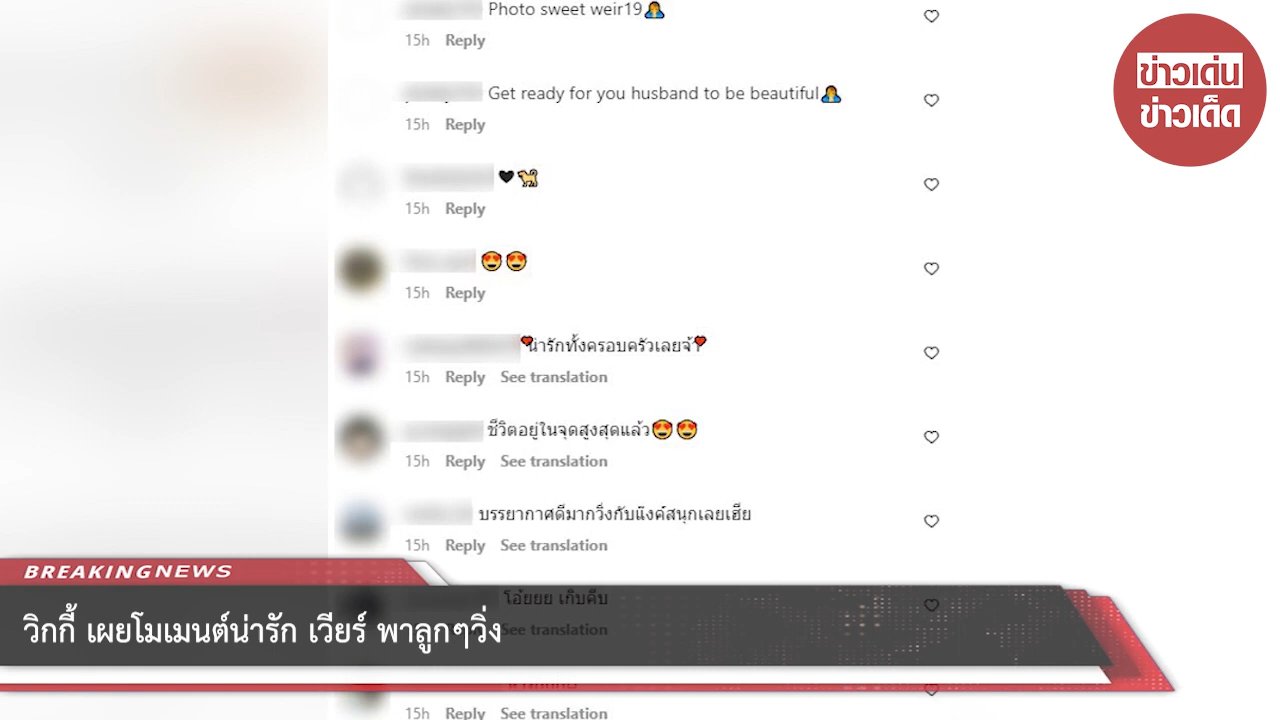 Photo sweet weir19🤦‍♂️
15h Reply
ข่าวเด่น
ข่าวเด็ด
Get ready for you husband to be beautiful🤦‍♂️
15h Reply
🖤🐕
15h Reply
😍😍
15h Reply
❣น่ารักทั้งครอบครัวเลยจ้า❣
15h Reply See translation
ชีวิตอยู่ในจุดสูงสุดแล้ว😍😍
15h Reply See translation
บรรยากาศดีมากวิ่งกับแ๊งค์สนุกเลยเฮีย
15h Reply See translation
BREAKING NEWS
โอ๋ยยย เกิบคืบ
See translation
วิกกี้ เผยโมเมนต์น่ารัก เวียร์ พาลูกๆวิ่ง
15h Reply See translation